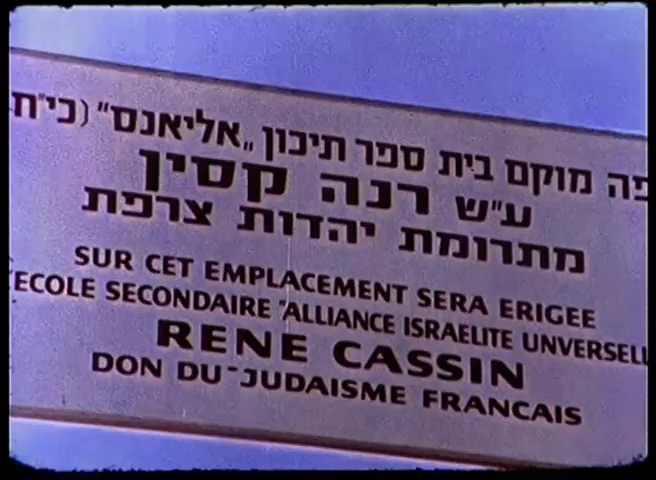 פה מוקם בית ספר תיכון „אליאנס" (כי"ח
ע"ש רנה קסין
מתרומת יהדות צרפת
SUR CET EMPLACEMENT SERA ERIGEE
'ECOLE SECONDAIRE "ALLIANCE ISRAELITE UNVERSELL
RENE CASSIN
DON DU-JUDAISME FRANCAIS